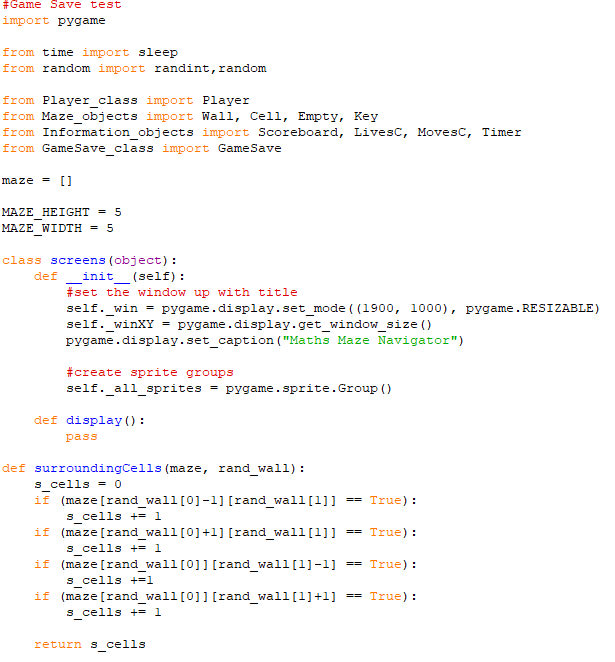 #Game Save test
import pygame
from time import sleep
from random import randint,random
from Player_class import Player
from Maze_objects import Wall, Cell, Empty, Key
from Information_objects import Scoreboard, LivesC, MovesC, Timer
from GameSave_class import GameSave
maze = []
MAZE_HEIGHT = 5
MAZE_WIDTH = 5
class screens(object):
    def __init__(self):
        #set the window up with title
        self._win = pygame.display.set_mode((1900, 1000), pygame.RESIZABLE)
        self._winXY = pygame.display.get_window_size()
        pygame.display.set_caption("Maths Maze Navigator")
        #create sprite groups
        self._all_sprites = pygame.sprite.Group()
    def display():
        pass
def surroundingCells(maze, rand_wall):
    s_cells = 0
    if (maze[rand_wall[0]-1][rand_wall[1]] == True):
        s_cells += 1
    if (maze[rand_wall[0]+1][rand_wall[1]] == True):
        s_cells += 1
    if (maze[rand_wall[0]][rand_wall[1]-1] == True):
        s_cells +=1
    if (maze[rand_wall[0]][rand_wall[1]+1] == True):
        s_cells += 1
    return s_cells